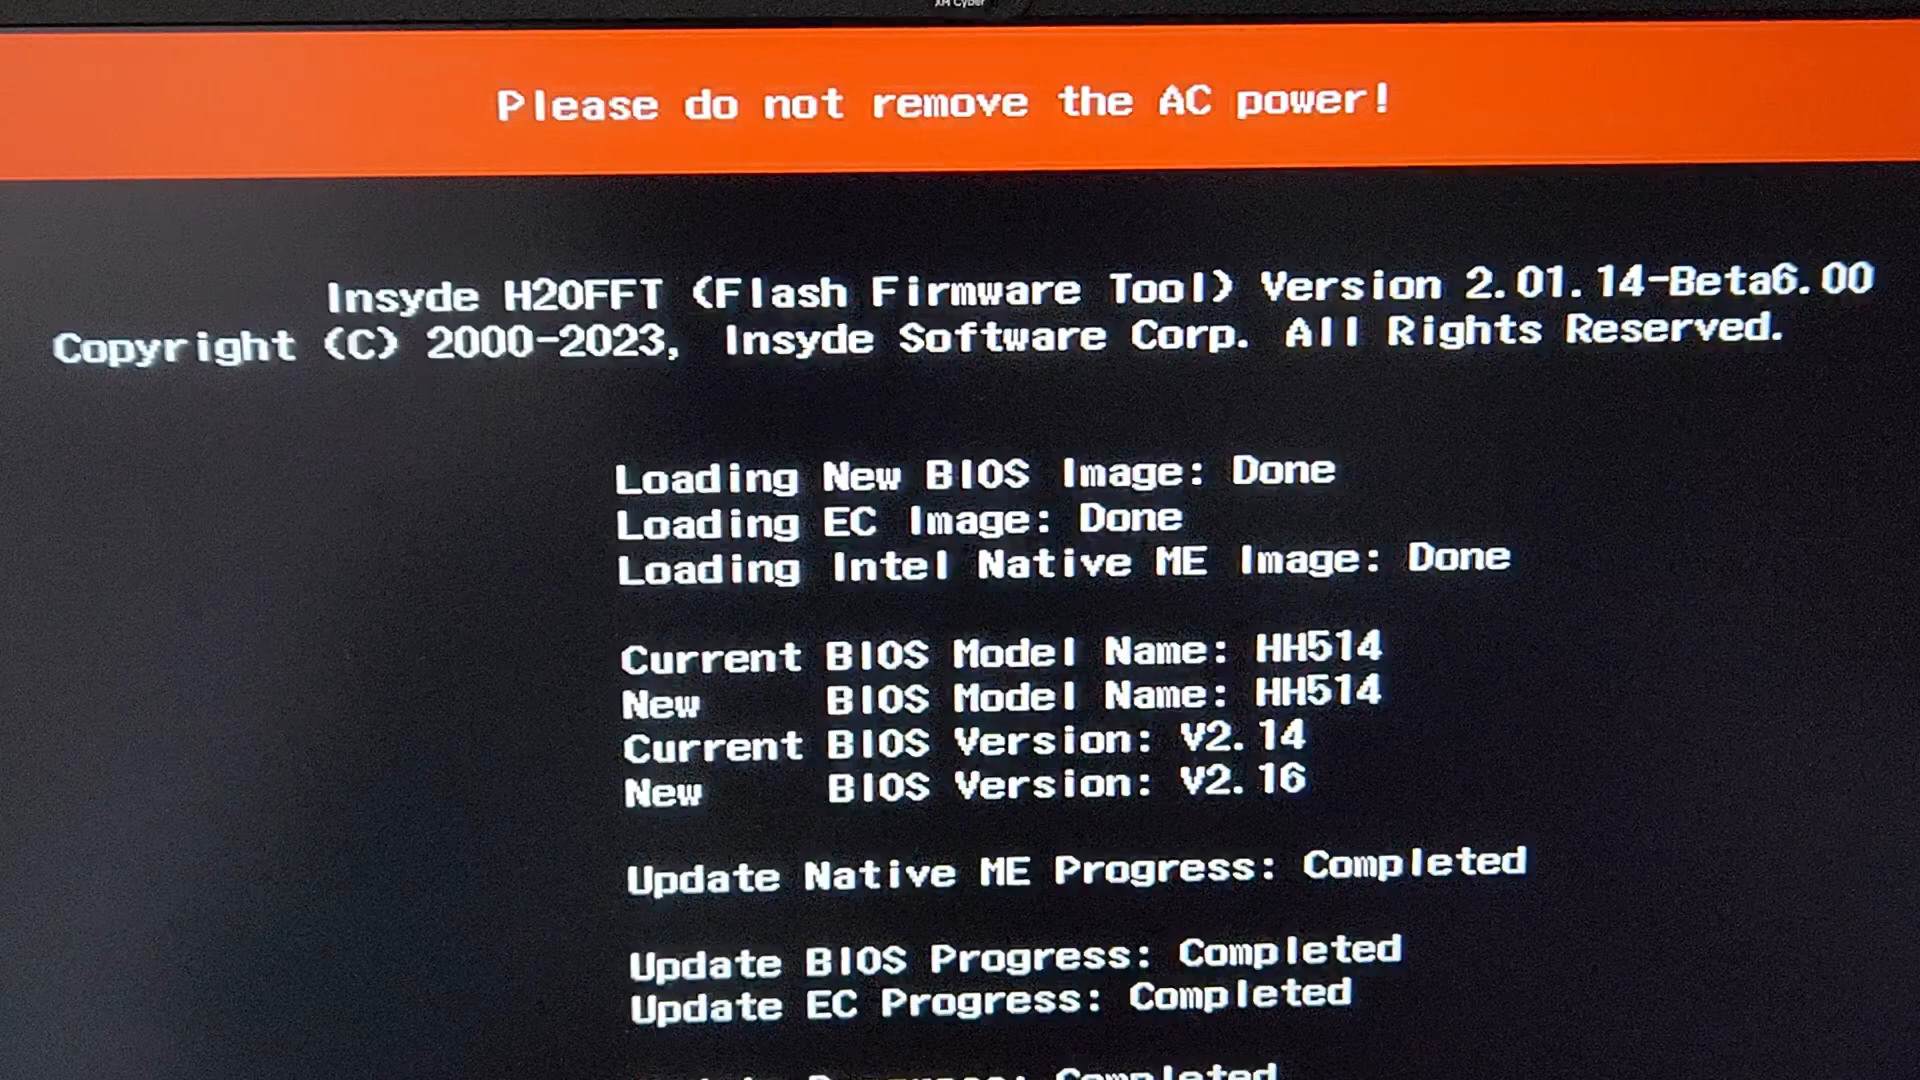 XM Cyber
Please do not remove the AC power!
Insyde H2OFFT (Flash Firmware Tool) Version 2.01.14-Beta6.00
Copyright (C) 2000-2023, Insyde Software Corp. All Rights Reserved.
Loading New BIOS Image: Done
Loading EC Image: Done
Loading Intel Native ME Image: Done
Current BIOS Model Name: HH514
New BIOS Model Name: HH514
Current BIOS Version: V2.14
New BIOS Version: V2.16
Update Native ME Progress: Completed
Update BIOS Progress: Completed
Update EC Progress: Completed
Completed